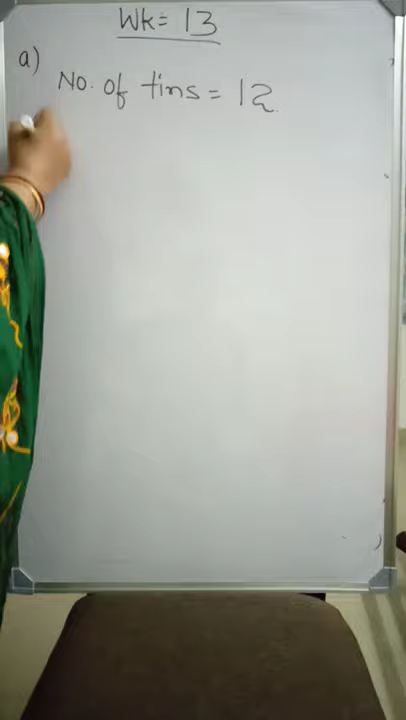 Wk= 13
a)
No. of tins = 12.